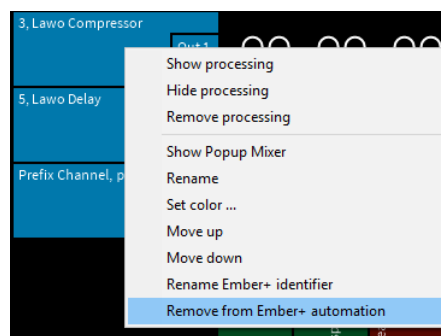 3, Lawo Compressor
Out 1
Show processing
Hide processing
Remove processing
5, Lawo Delay
Show Popup Mixer
Prefix Channel, p
Rename
Set color ...
Move up
Move down
Rename Ember+ identifier
Remove from Ember+ automation